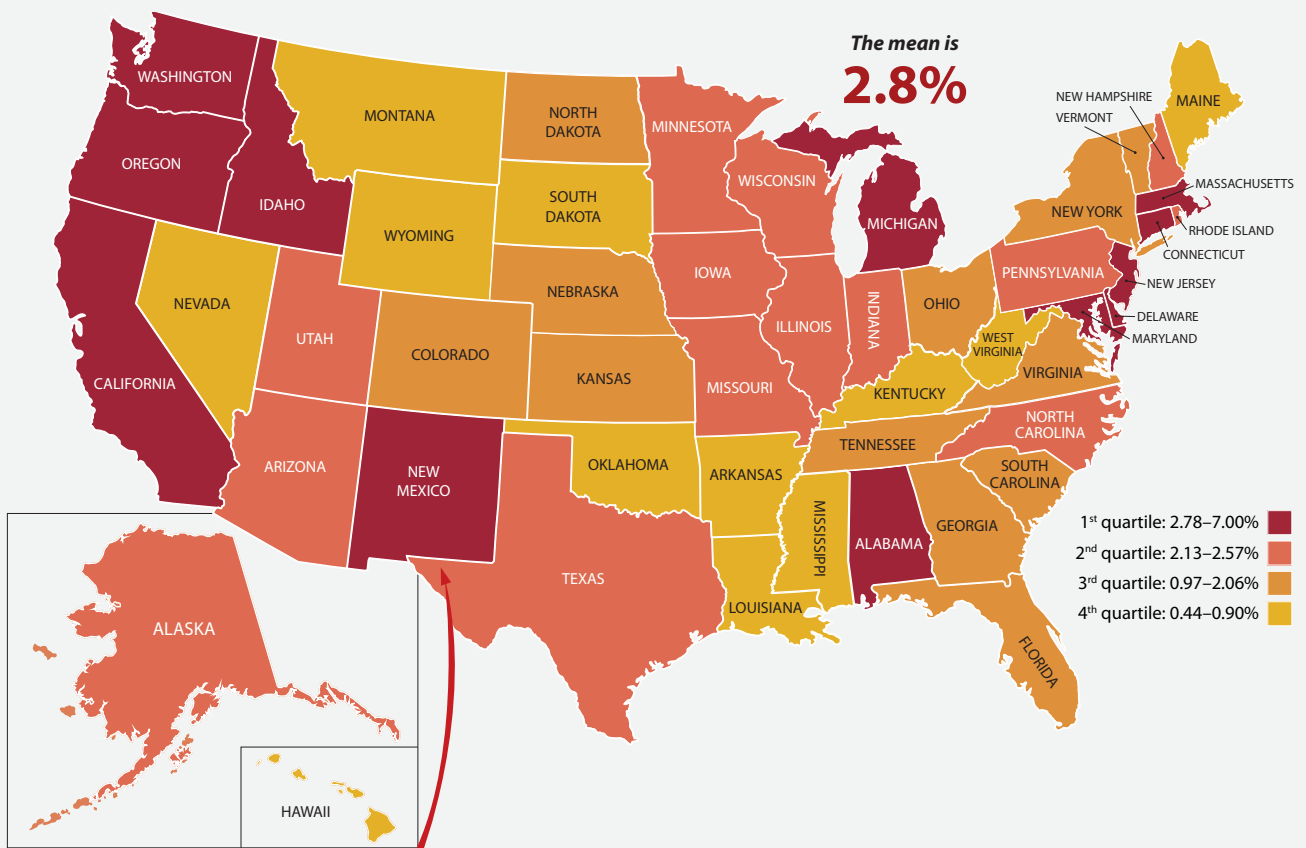 The mean is
2.8%
WASHINGTON
MONTANA
NORTH
DAKOTA
MINNESOTA
NEW HAMPSHIRE
VERMONT
MAINE
OREGON
IDAHO
WYOMING
SOUTH
DAKOTA
WISCONSIN
MICHIGAN
NEW YORK
MASSACHUSETTS
RHODE ISLAND
CONNECTICUT
NEVADA
UTAH
COLORADO
NEBRASKA
IOWA
ILLINOIS
INDIANA
OHIO
PENNSYLVANIA
NEW JERSEY
DELAWARE
MARYLAND
WEST
VIRGINIA
VIRGINIA
CALIFORNIA
KANSAS
MISSOURI
KENTUCKY
NORTH
CAROLINA
TENNESSEE
SOUTH
CAROLINA
ARIZONA
NEW
MEXICO
OKLAHOMA
ARKANSAS
MISSISSIPPI
ALABAMA
GEORGIA
TEXAS
LOUISIANA
FLORIDA
ALASKA
HAWAII
1st quartile: 2.78–7.00%
2nd quartile: 2.13–2.57%
3rd quartile: 0.97–2.06%
4th quartile: 0.44–0.90%